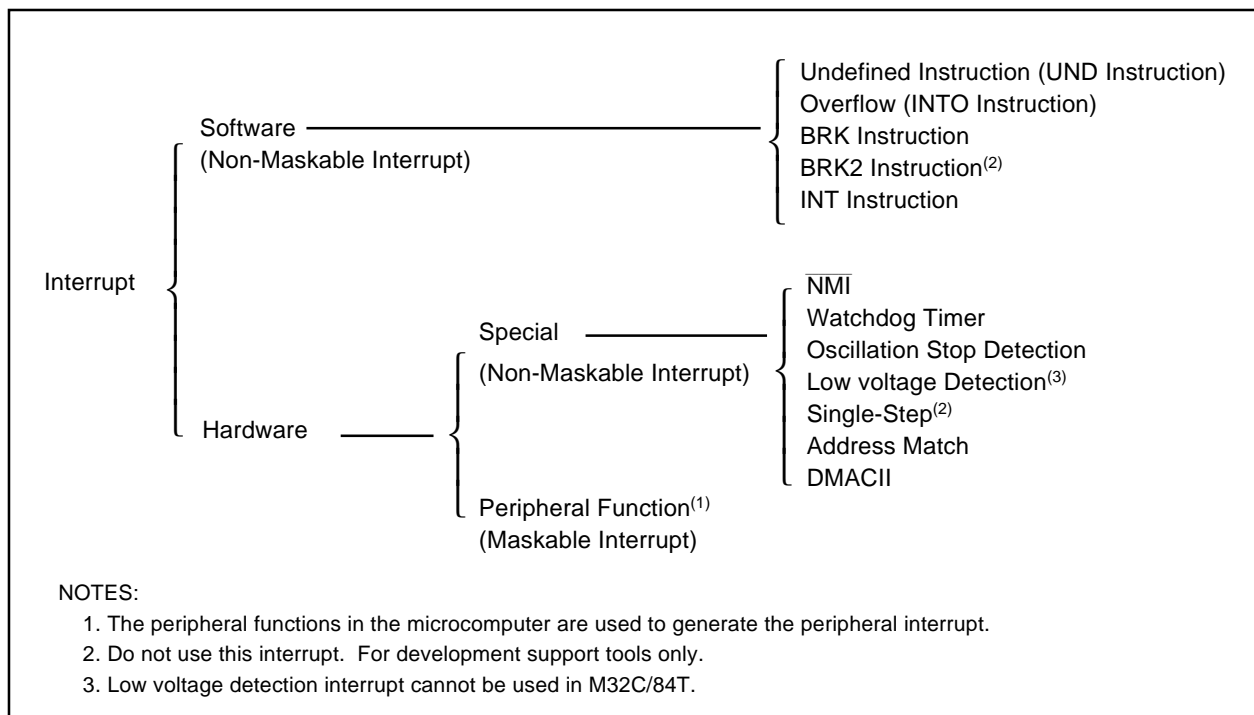 Interrupt
Software
(Non-Maskable Interrupt)
Undefined Instruction (UND Instruction)
Overflow (INTO Instruction)
BRK Instruction
BRK2 Instruction(2)
INT Instruction
Hardware
Special
(Non-Maskable Interrupt)
NMI
Watchdog Timer
Oscillation Stop Detection
Low voltage Detection(3)
Single-Step(2)
Address Match
DMACII
Peripheral Function(1)
(Maskable Interrupt)
NOTES:
1. The peripheral functions in the microcomputer are used to generate the peripheral interrupt.
2. Do not use this interrupt. For development support tools only.
3. Low voltage detection interrupt cannot be used in M32C/84T.